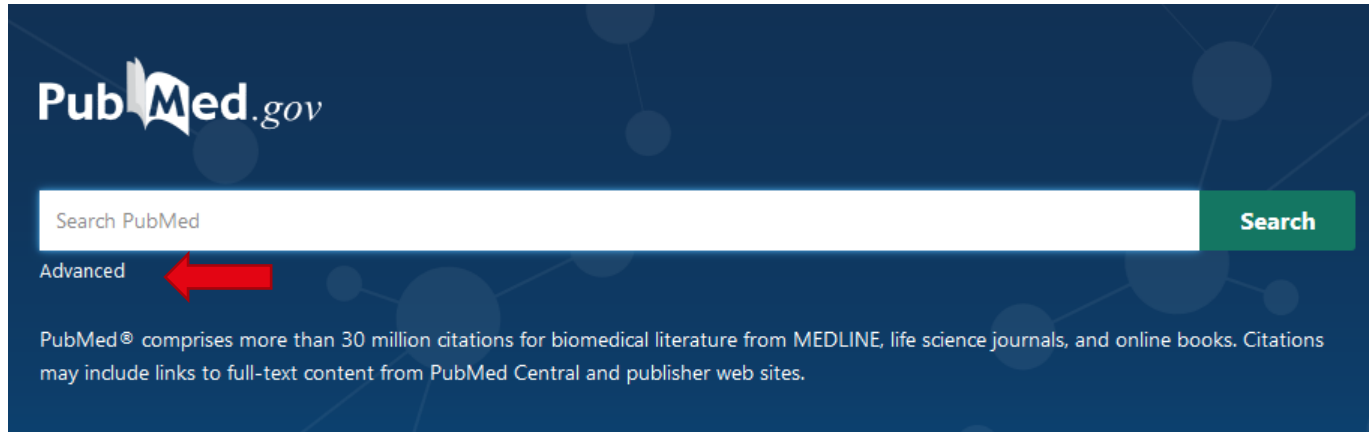 PubMed.gov
Search PubMed
Search
Advanced
PubMed® comprises more than 30 million citations for biomedical literature from MEDLINE, life science journals, and online books. Citations
may include links to full-text content from PubMed Central and publisher web sites.